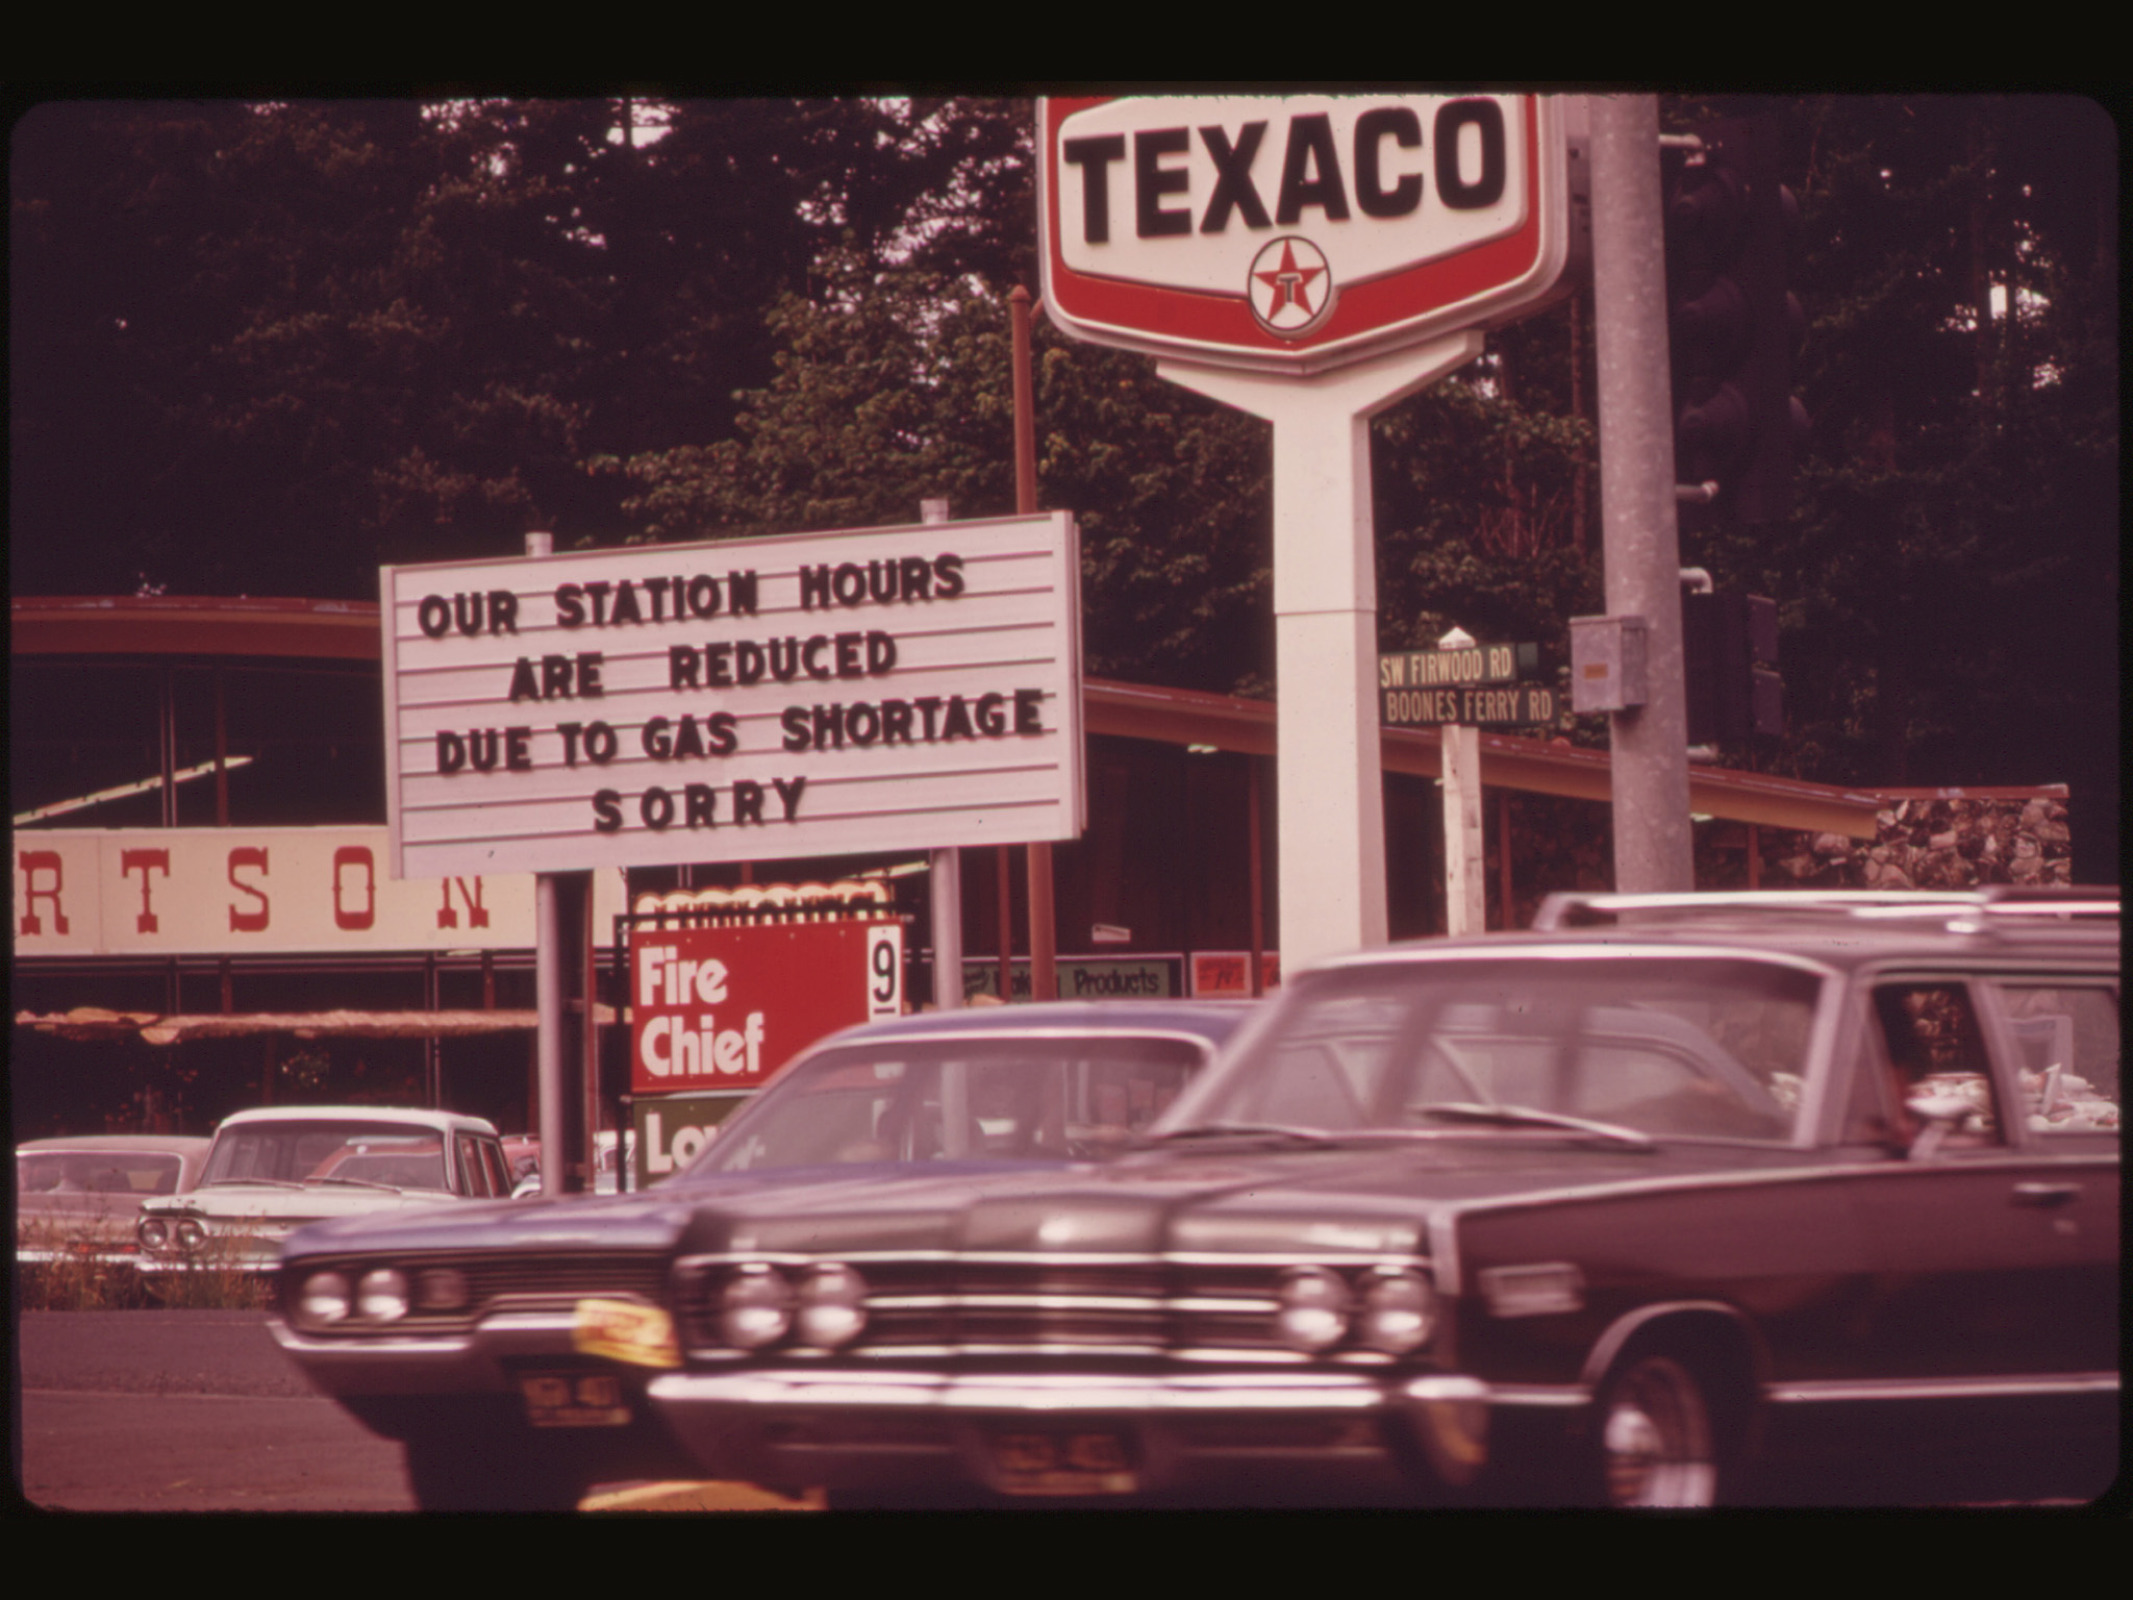 TEXACO
T
OUR STATION HOURS
ARE REDUCED
DUE TO GAS SHORTAGE
SORRY
SW FIRWOOD RD
BOONES FERRY RD
RTSON
Fire
Chief
9
Products